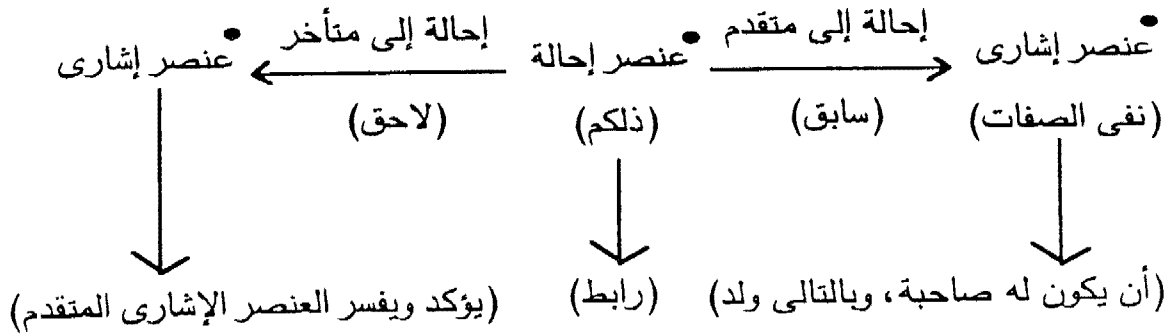 • عنصر إشارى إحالة إلى متقدم • عنصر إحالة إحالة إلى متأخر • عنصر إشارى
(نفى الصفات) (سابق) (ذلكم) (لاحق)
(أن يكون له صاحبة، وبالتالى ولد) (رابط) (يؤكد ويفسر العنصر الإشارى المتقدم)